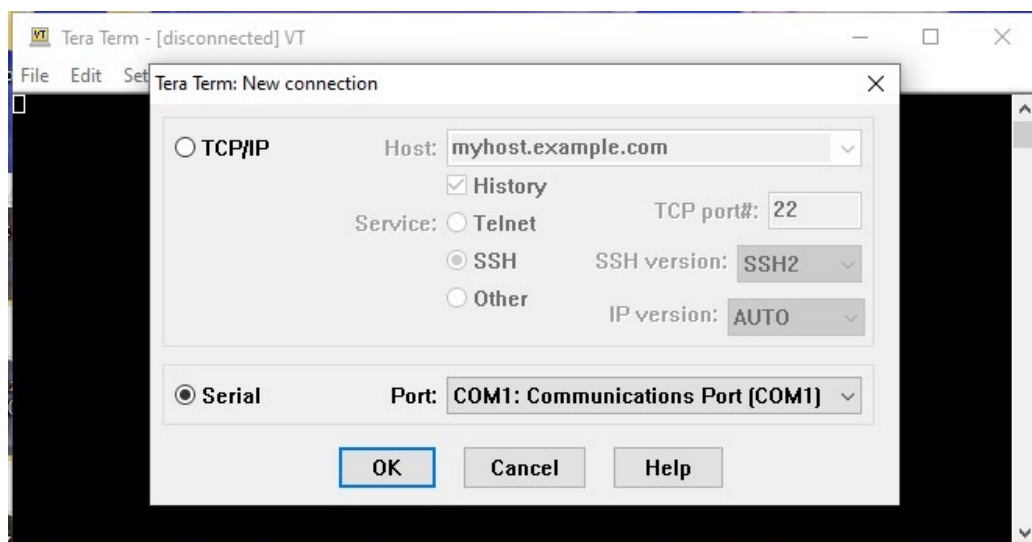 VT Tera Term - [disconnected] VT
File Edit Set
Tera Term: New connection
TCP/IP
Host: myhost.example.com
History
Service: Telnet
TCP port#: 22
SSH
SSH version: SSH2
Other
IP version: AUTO
Serial
Port: COM1: Communications Port (COM1)
OK Cancel Help